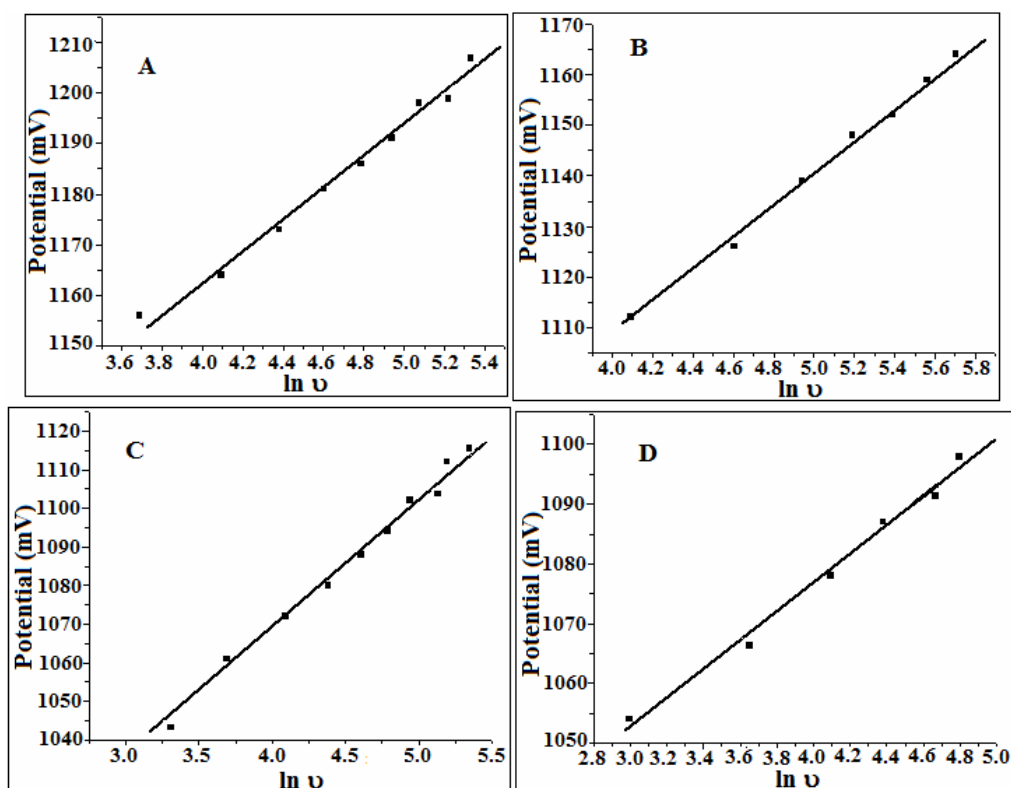 A
Potential (mV)
1210
1200
1190
1180
1170
1160
1150
3.6 3.8 4.0 4.2 4.4 4.6 4.8 5.0 5.2 5.4
ln υ
B
Potential (mV)
1170
1160
1150
1140
1130
1120
1110
4.0 4.2 4.4 4.6 4.8 5.0 5.2 5.4 5.6 5.8
ln υ
C
Potential (mV)
1120
1110
1100
1090
1080
1070
1060
1050
1040
3.0 3.5 4.0 4.5 5.0 5.5
ln υ
D
Potential (mV)
1100
1090
1080
1070
1060
1050
2.8 3.0 3.2 3.4 3.6 3.8 4.0 4.2 4.4 4.6 4.8 5.0
ln υ